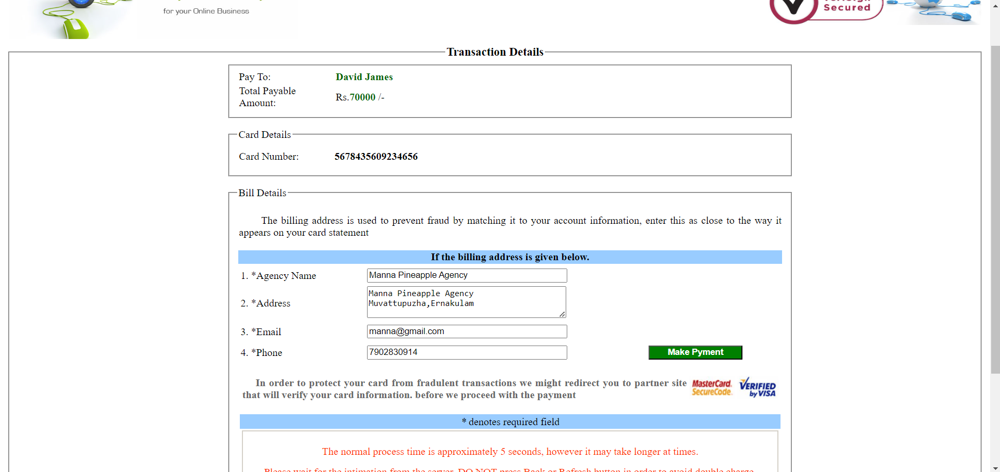 for your Online Business
Secured
Transaction Details
Pay To: David James
Total Payable
Amount: Rs.70000 /-
Card Details
Card Number: 5678435609234656
Bill Details
The billing address is used to prevent fraud by matching it to your account information, enter this as close to the way it
appears on your card statement
If the billing address is given below.
1. *Agency Name Manna Pineapple Agency
2. *Address Manna Pineapple Agency
Muvattupuzha,Ernakulam
3. *Email manna@gmail.com
4. *Phone 7902830914 Make Pyment
In order to protect your card from fradulent transactions we might redirect you to partner site
that will verify your card information. before we proceed with the payment
MasterCard. SecureCode.
VERIFIED by VISA
* denotes required field
The normal process time is approximately 5 seconds, however it may take longer at times.
Please wait for the intimation from the server. DO NOT press Back or Refresh button in order to avoid double charge